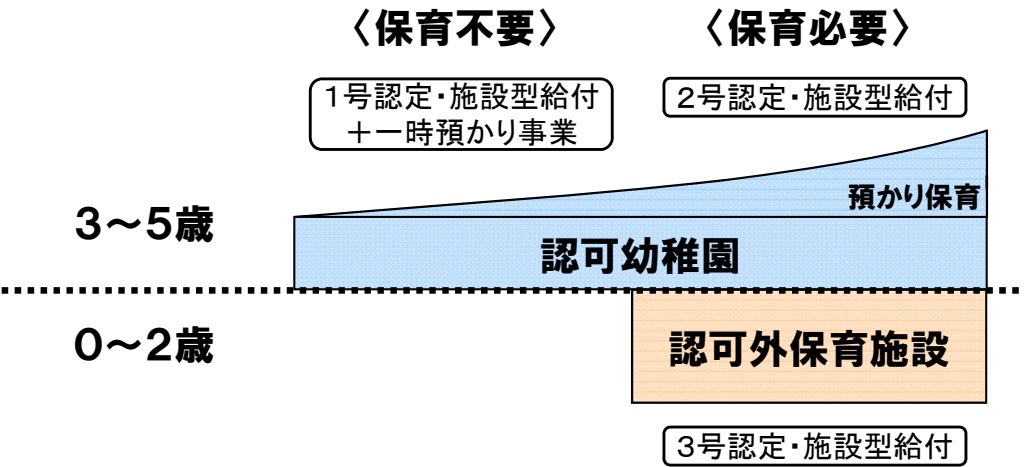 〈保育不要〉
〈保育必要〉
1号認定・施設型給付
＋一時預かり事業
2号認定・施設型給付
預かり保育
3～5歳
認可幼稚園
0～2歳
認可外保育施設
3号認定・施設型給付